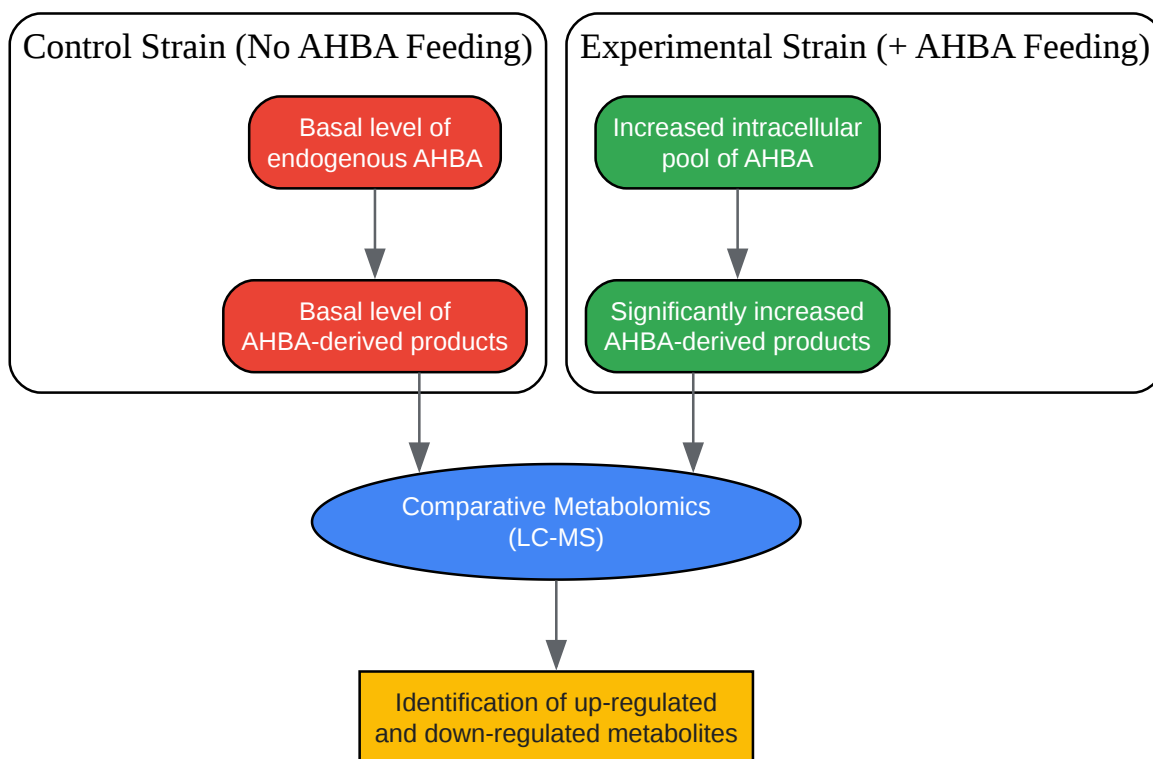 Control Strain (No AHBA Feeding)
Experimental Strain (+ AHBA Feeding)
Basal level of
endogenous AHBA
Increased intracellular
pool of AHBA
Basal level of
AHBA-derived products
Significantly increased
AHBA-derived products
Comparative Metabolomics
(LC-MS)
Identification of up-regulated
and down-regulated metabolites